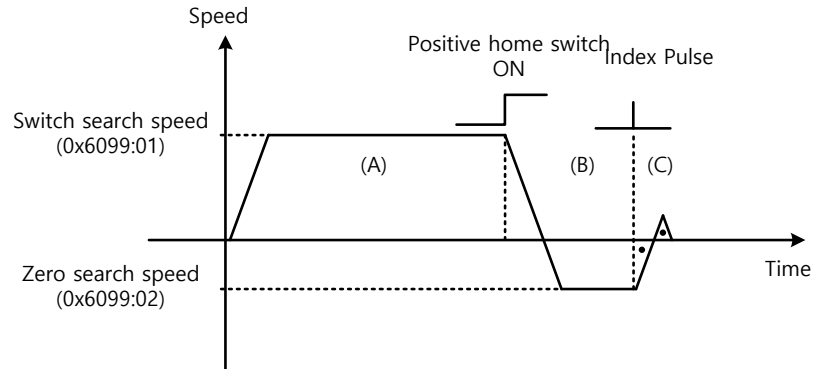 Speed
Positive home switch
ON
Index Pulse
Switch search speed
(0x6099:01)
(A)
(B)
(C)
Zero search speed
(0x6099:02)
Time